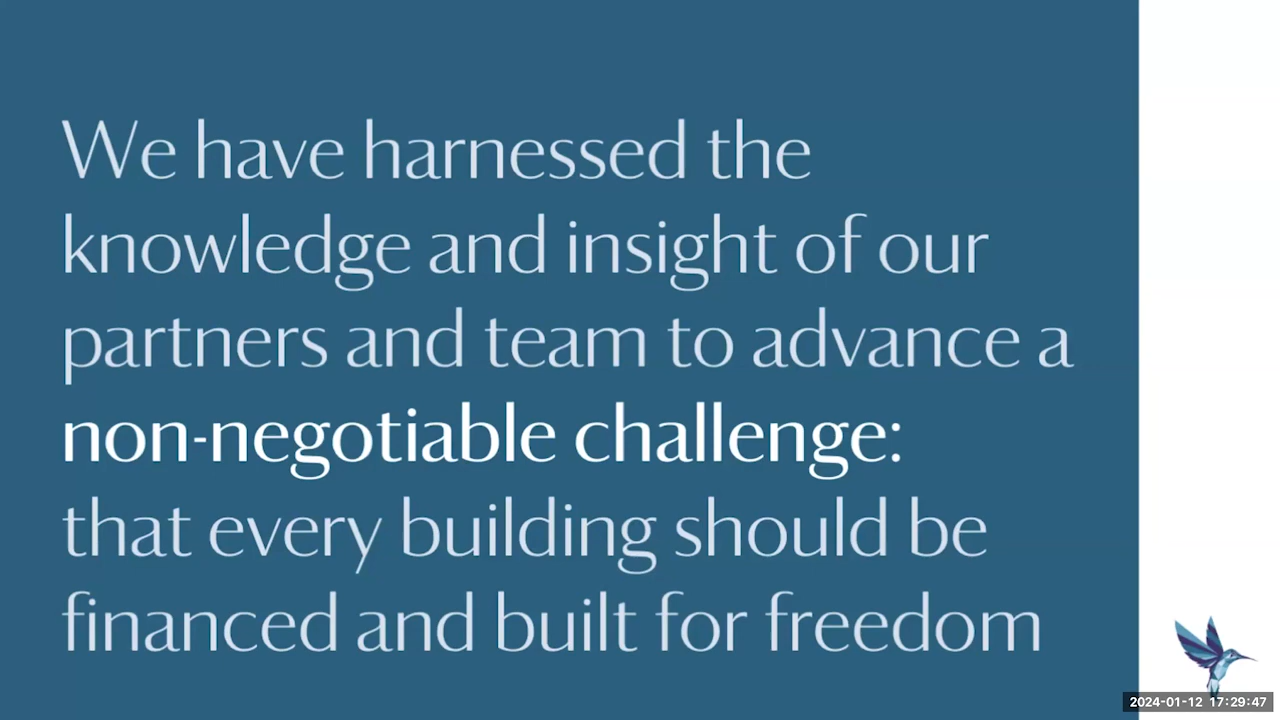 We have harnessed the
knowledge and insight of our
partners and team to advance a
non-negotiable challenge:
that every building should be
financed and built for freedom
2024-01-12 17:29:47